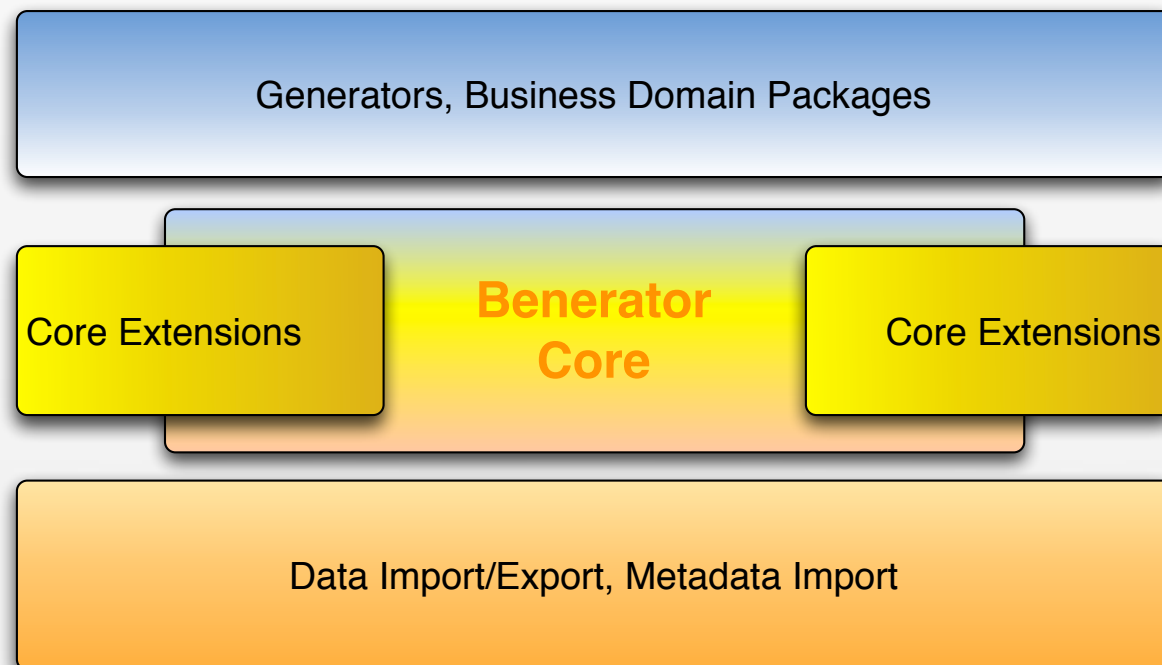 Generators, Business Domain Packages
Core Extensions
Benerator
Core
Core Extensions
Data Import/Export, Metadata Import